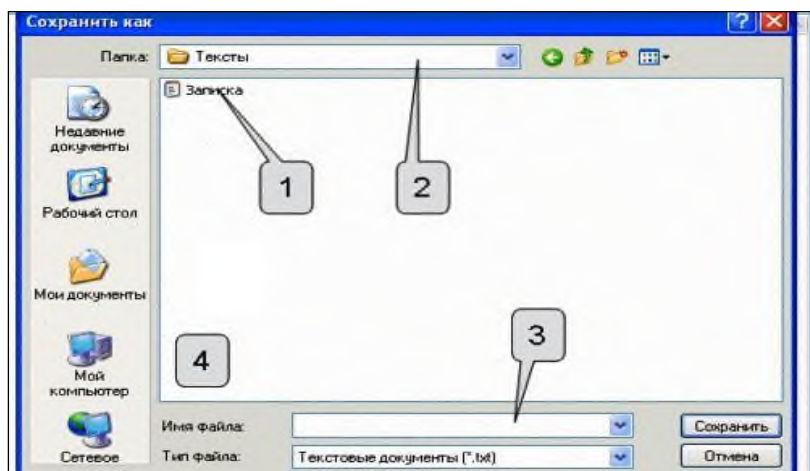 Сохранить как
Папка: Тексты
Записка
Недавние
документы
1
2
Рабочий стол
Мои документы
3
4
Мой
компьютер
Имя файла:
Сохранить
Сетевое
Тип файла: Текстовые документы (*.txt)
Отмена